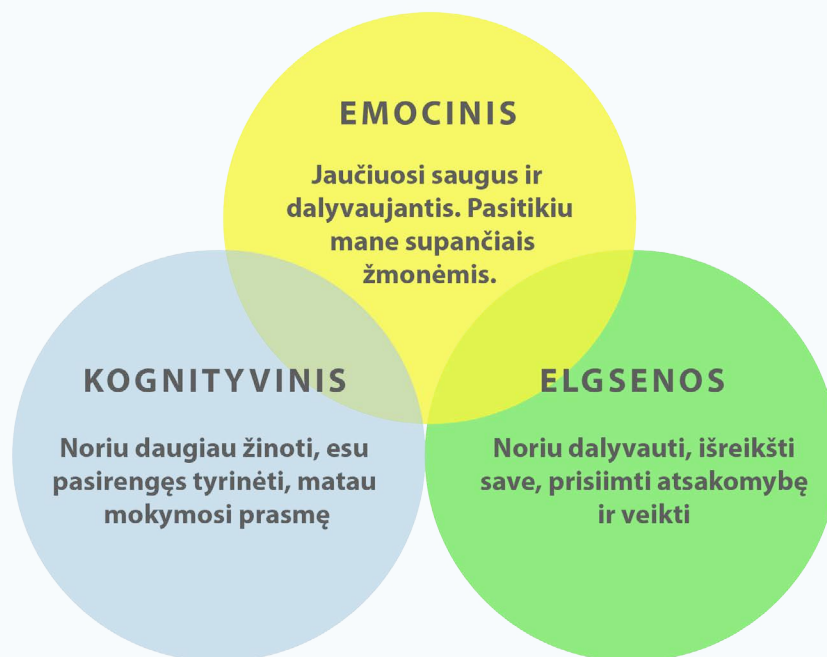 EMOCINIS
Jaučiuosi saugus ir
dalyvaujantis. Pasitikiu
mane supančiais
žmonėmis.
KOGNITYVINIS
Noriu daugiau žinoti, esu
pasirengęs tyrinėti, matau
mokymosi prasmę
ELGSENOS
Noriu dalyvauti, išreikšti
save, prisiimti atsakomybę
ir veikti